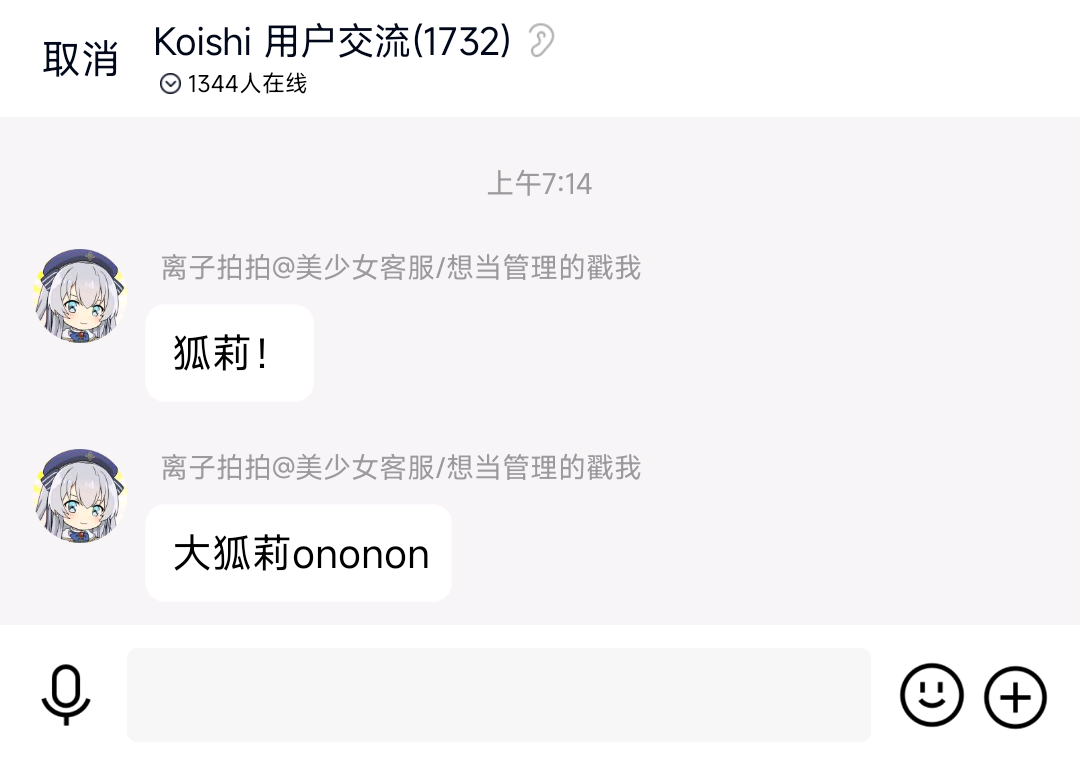 取消
Koishi 用户交流(1732)
1344人在线
上午7:14
离子拍拍@美少女客服/想当管理的戳我
狐莉！
离子拍拍@美少女客服/想当管理的戳我
大狐莉ononon